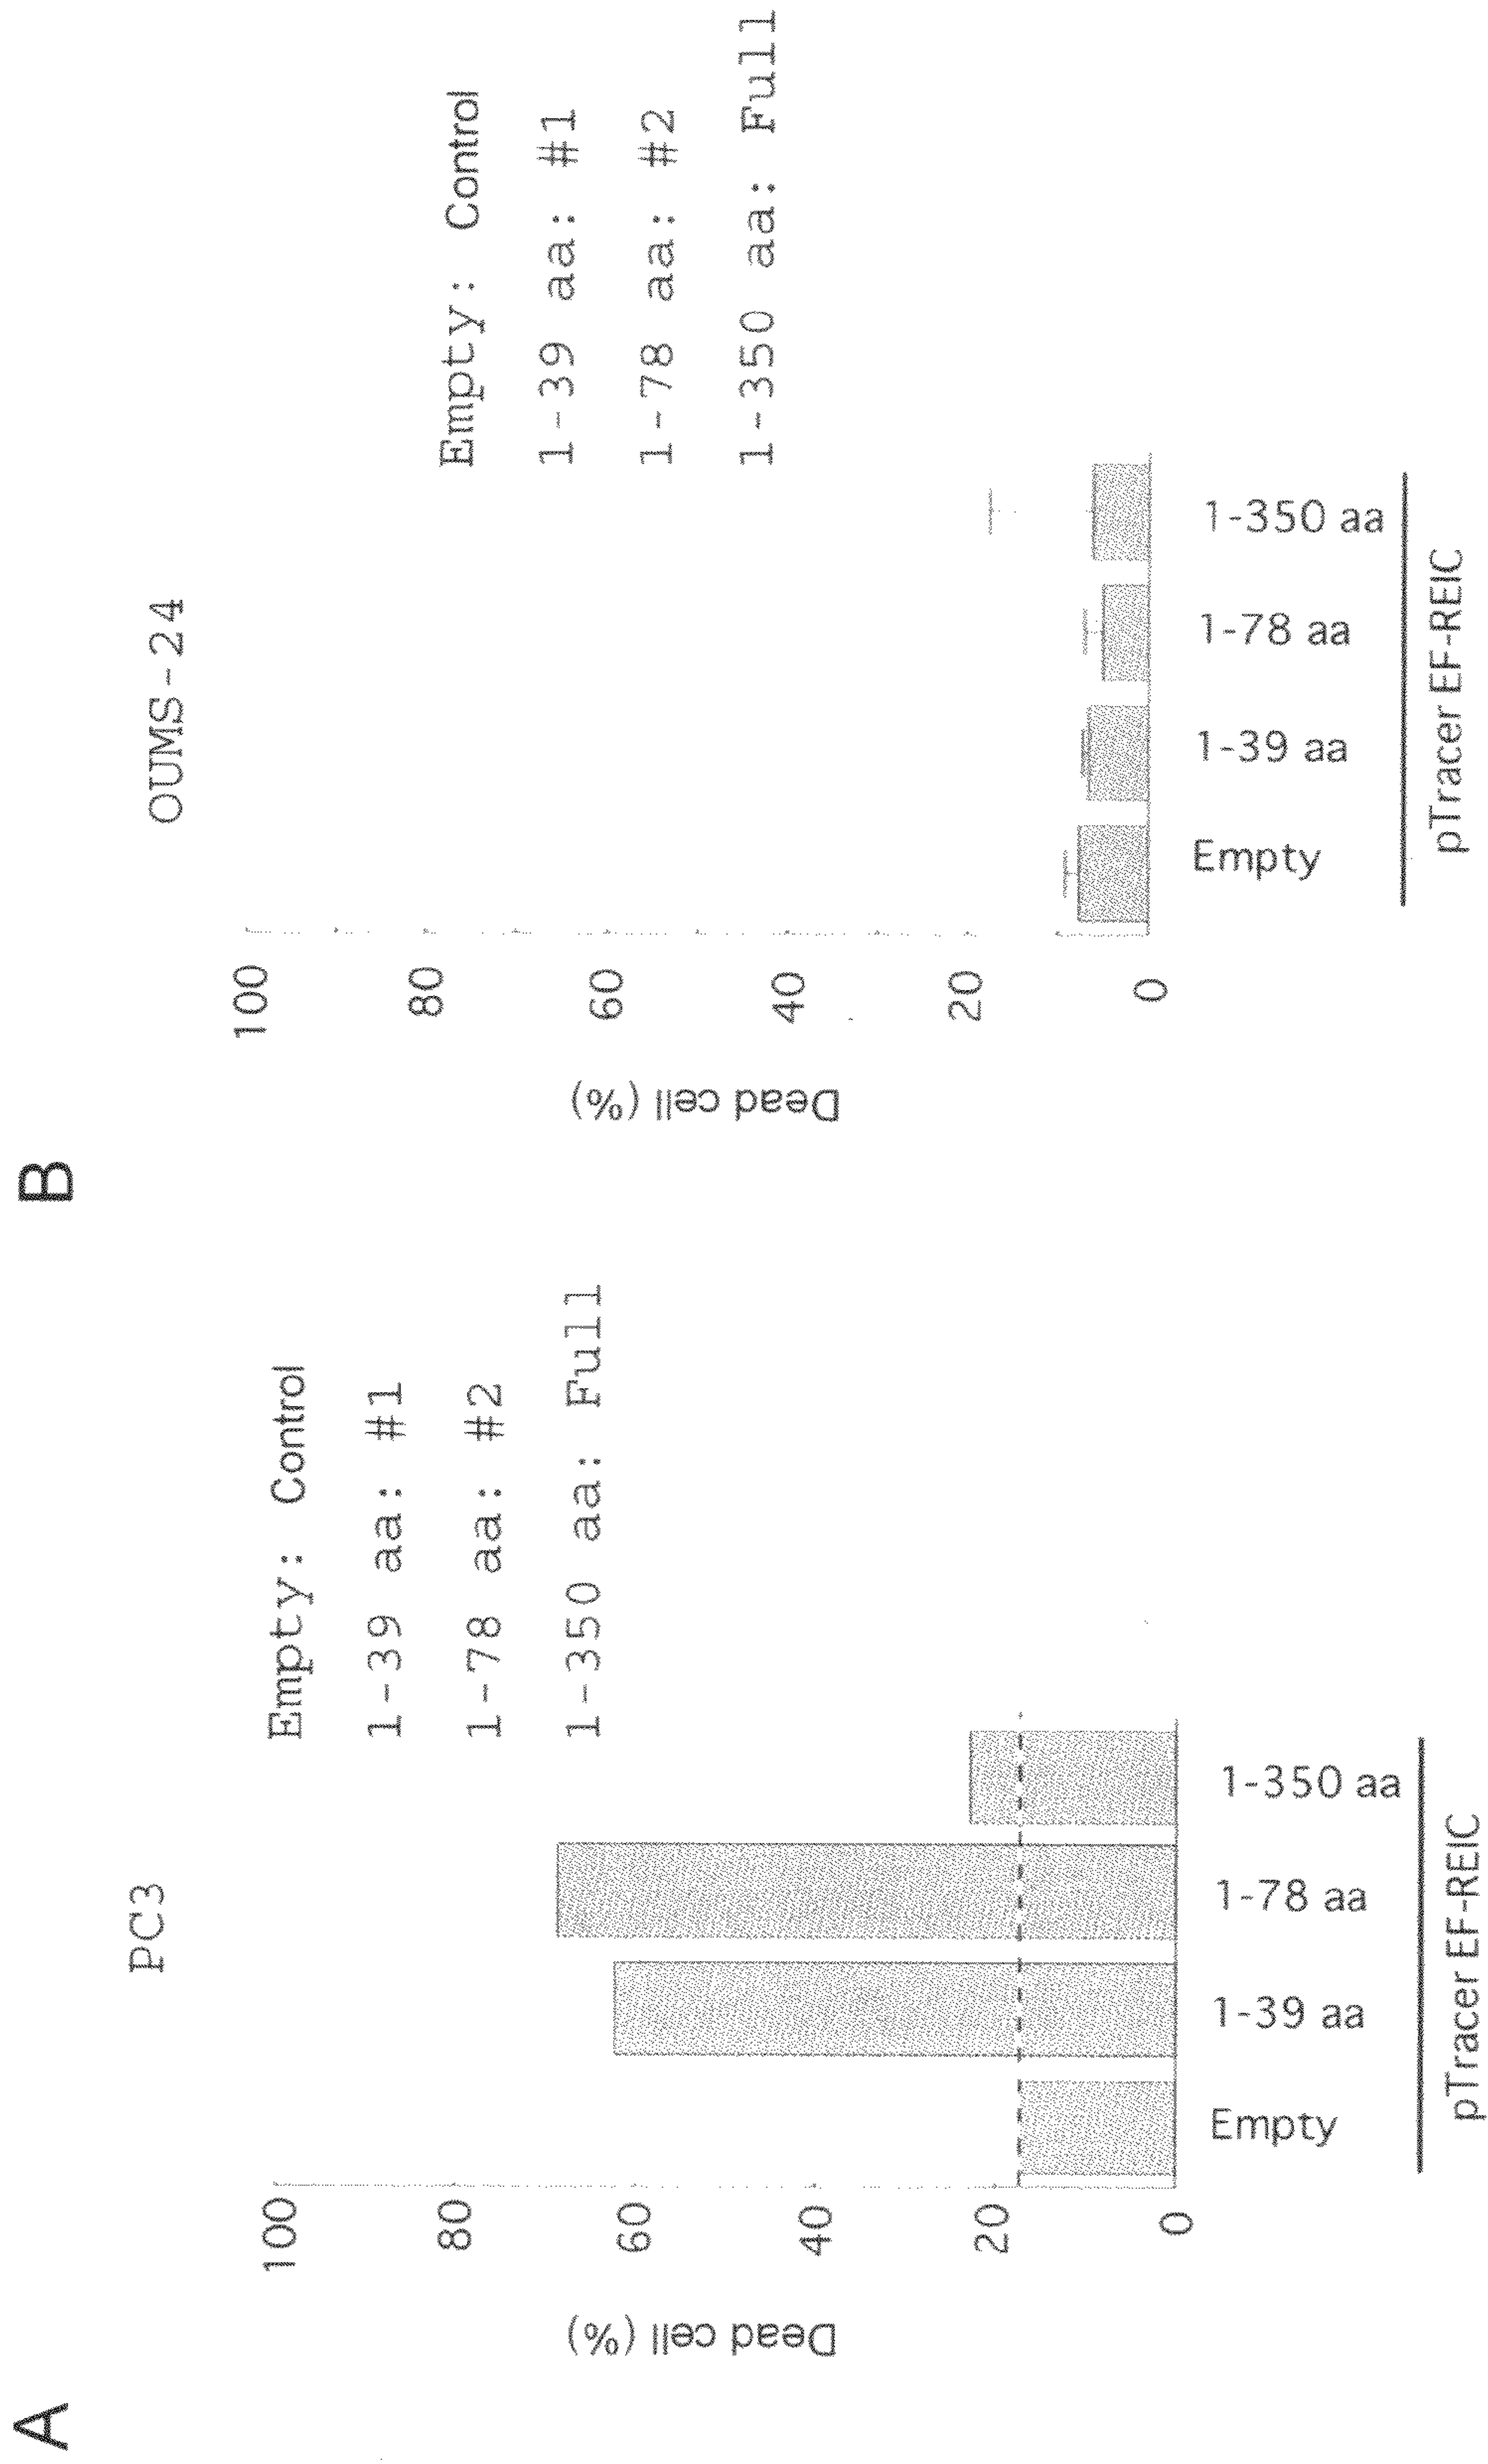 A
PC3
Dead cell (%)
100
80
60
40
20
0
Empty: Control
1-39 aa: #1
1-78 aa: #2
1-350 aa: Full
Empty
1-39 aa
1-78 aa
1-350 aa
pTracer EF-REIC
B
OUMS-24
Dead cell (%)
100
80
60
40
20
0
Empty: Control
1-39 aa: #1
1-78 aa: #2
1-350 aa: Full
Empty
1-39 aa
1-78 aa
1-350 aa
pTracer EF-REIC